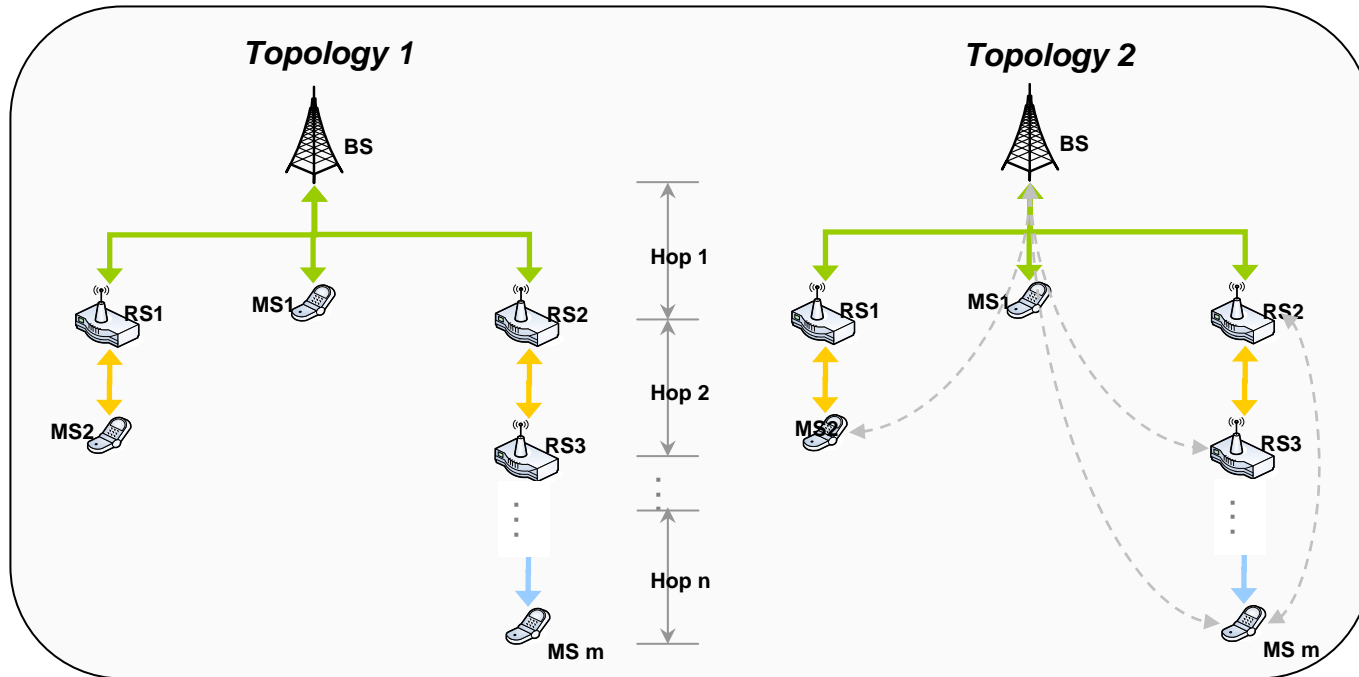 Topology 1
Topology 2
BS
BS
Hop 1
MS1
MS1
RS1
RS2
RS1
RS2
Hop 2
MS2
MS2
RS3
RS3
Hop n
MS m
MS m